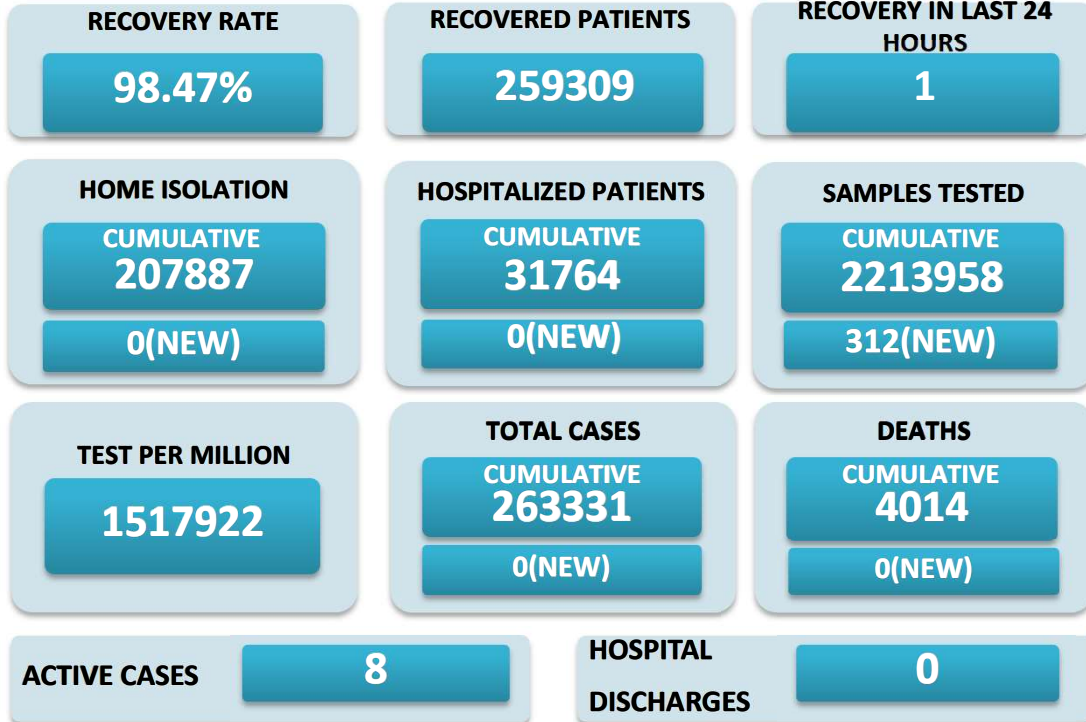 RECOVERY RATE
98.47%
RECOVERED PATIENTS
259309
RECOVERY IN LAST 24
HOURS
1
HOME ISOLATION
CUMULATIVE
207887
0(NEW)
HOSPITALIZED PATIENTS
CUMULATIVE
31764
0(NEW)
SAMPLES TESTED
CUMULATIVE
2213958
312(NEW)
TEST PER MILLION
1517922
TOTAL CASES
CUMULATIVE
263331
0(NEW)
DEATHS
CUMULATIVE
4014
0(NEW)
ACTIVE CASES
8
HOSPITAL
DISCHARGES
0